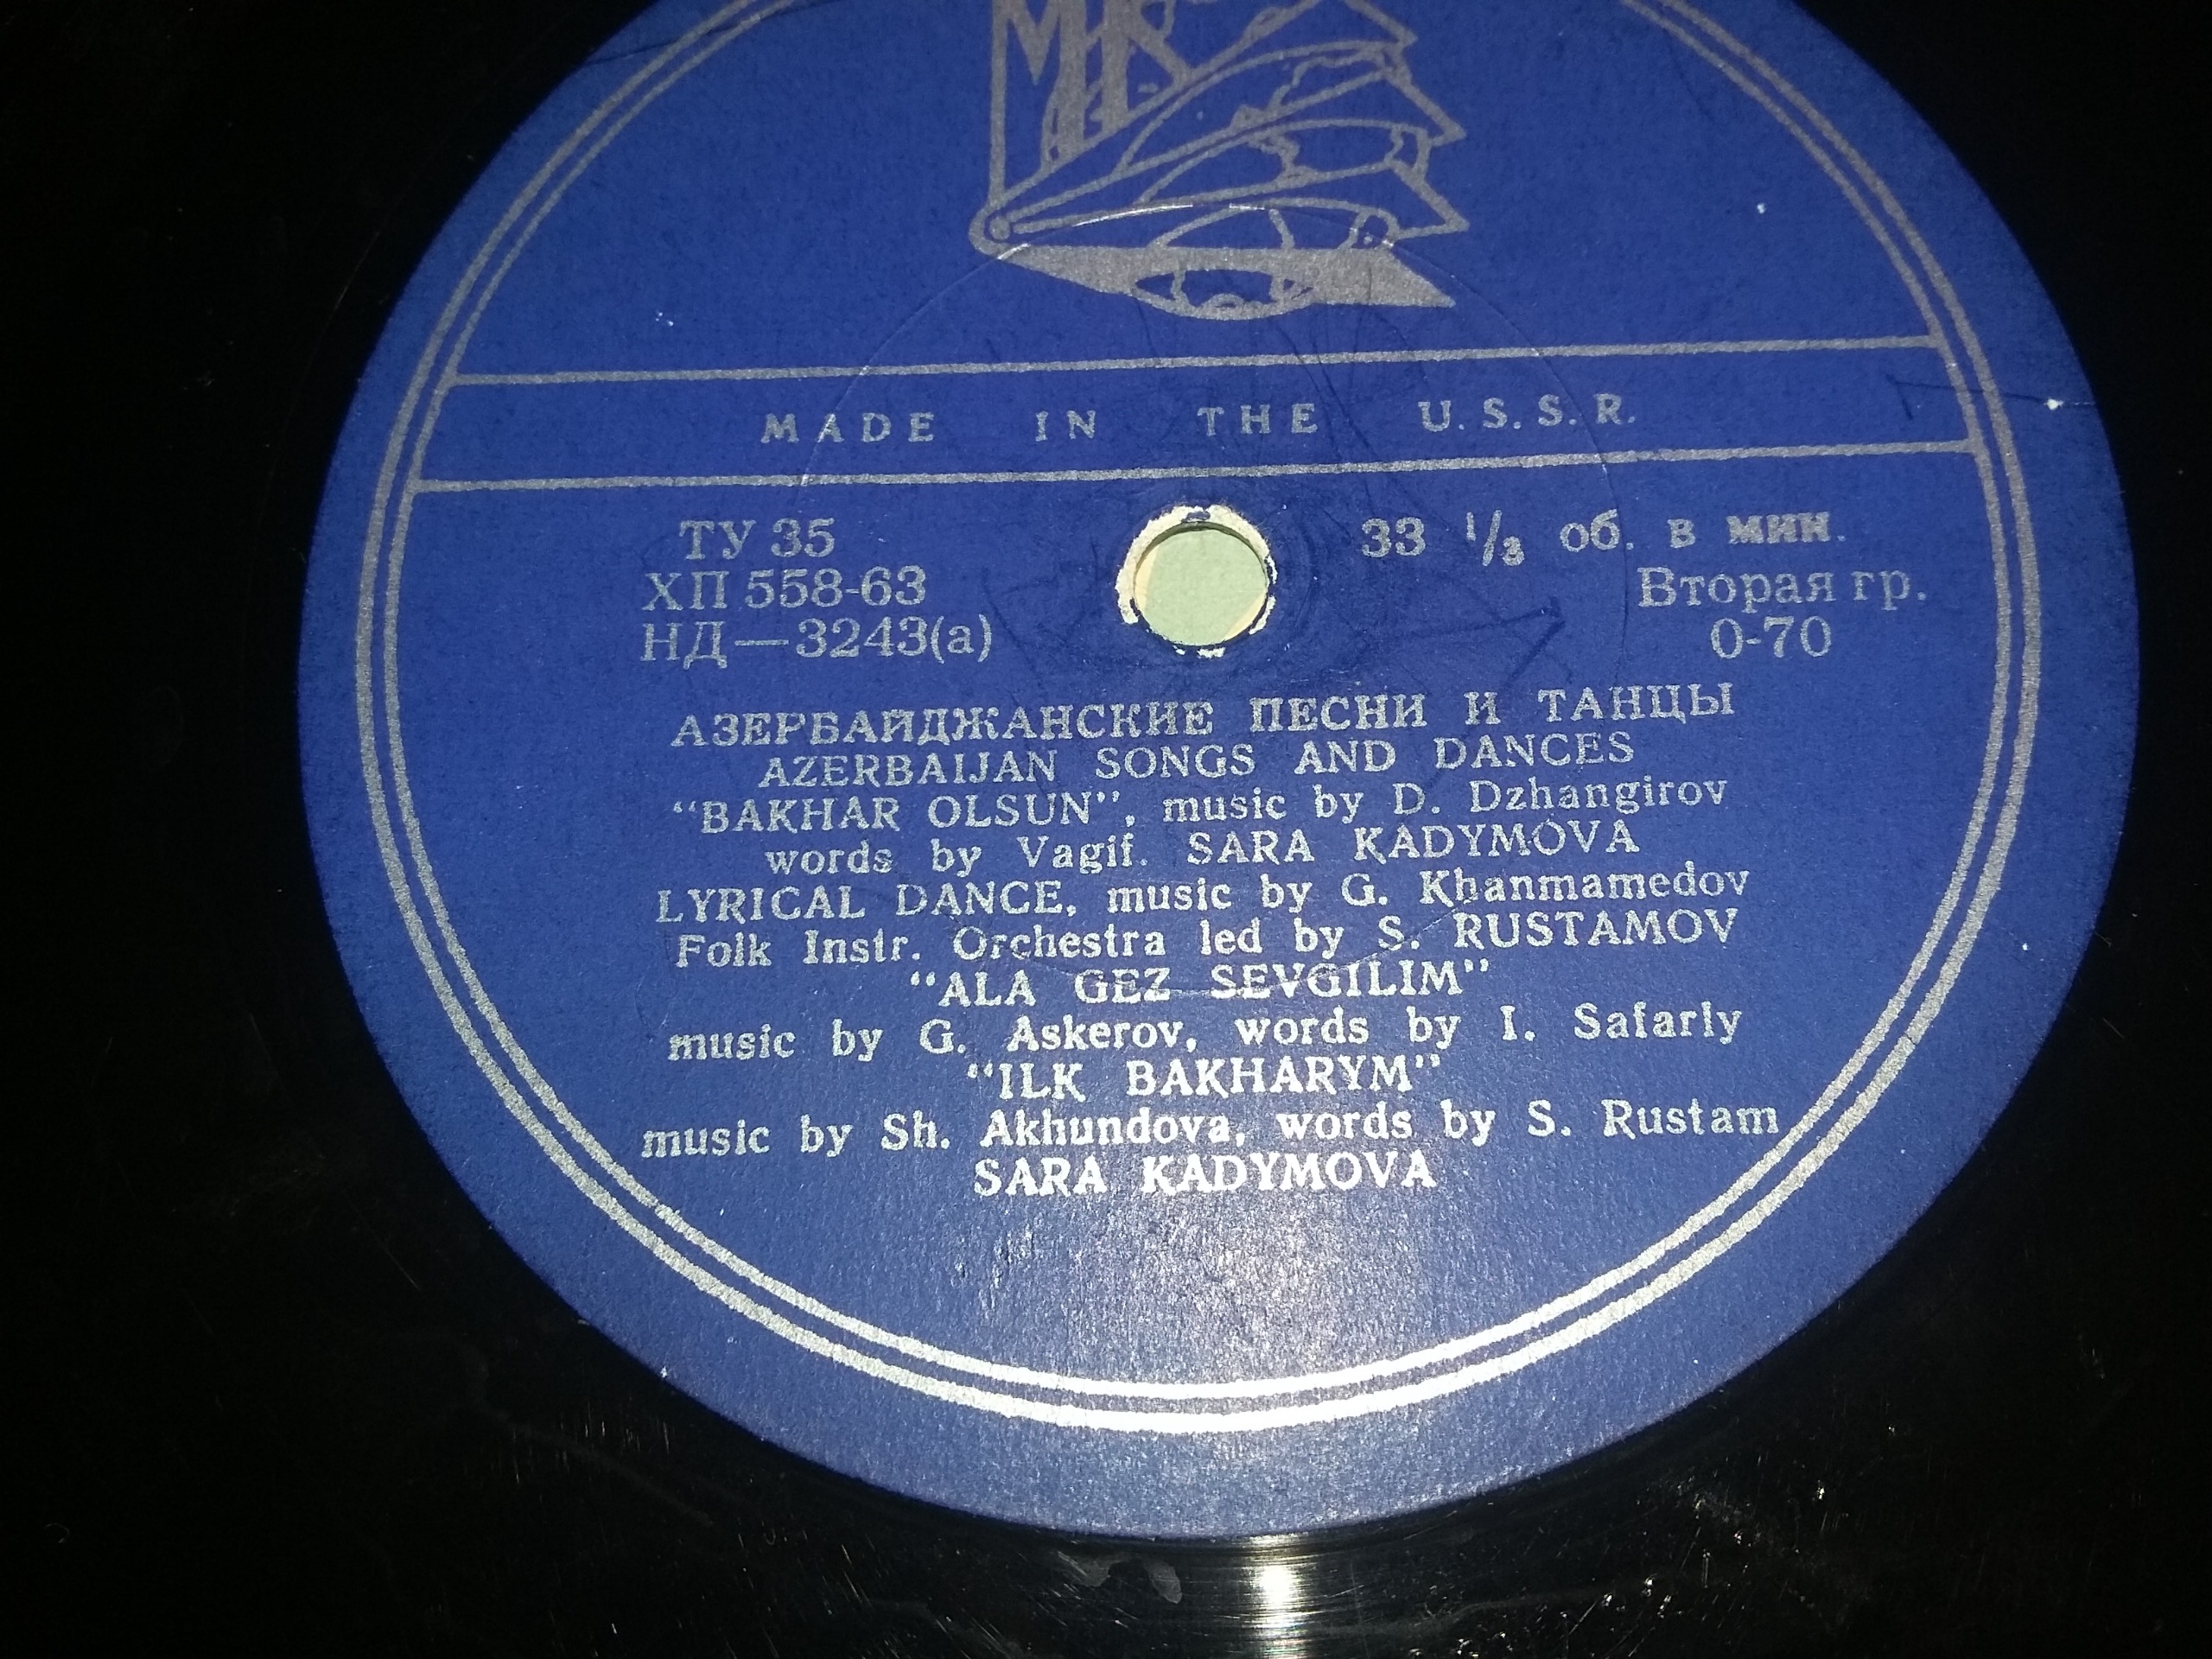 МК
MADE IN THE U.S.S.R.
ТУ 35
33 1/3 об. в мин.
ХП 558-63
Вторая гр.
НД—3243(а)
0-70
АЗЕРБАЙДЖАНСКИЕ ПЕСНИ И ТАНЦЫ
AZERBAIJAN SONGS AND DANCES
“BAKHAR OLSUN”, music by D. Dzhangirov
words by Vagif. SARA KADYMOVA
LYRICAL DANCE, music by G. Khanmamedov
Folk Instr. Orchestra led by S. RUSTAMOV
“ALA GEZ SEVGILIM”
music by G. Askerov, words by I. Safarly
“ILK BAKHARYM”
music by Sh. Akhundova, words by S. Rustam
SARA KADYMOVA